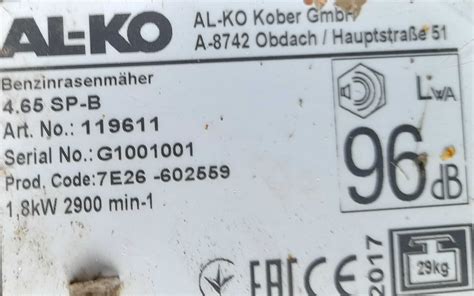 AL-KO
AL-KO Kober GmbH
A-8742 Obdach / Hauptstraße 51
Benzinrasenmäher
4.65 SP-B
Art. No.: 119611
Serial No.: G1001001
Prod. Code:7E26 -602559
1,8kW 2900 min-1
LWA
96 dB
EAC CE
2017
29kg